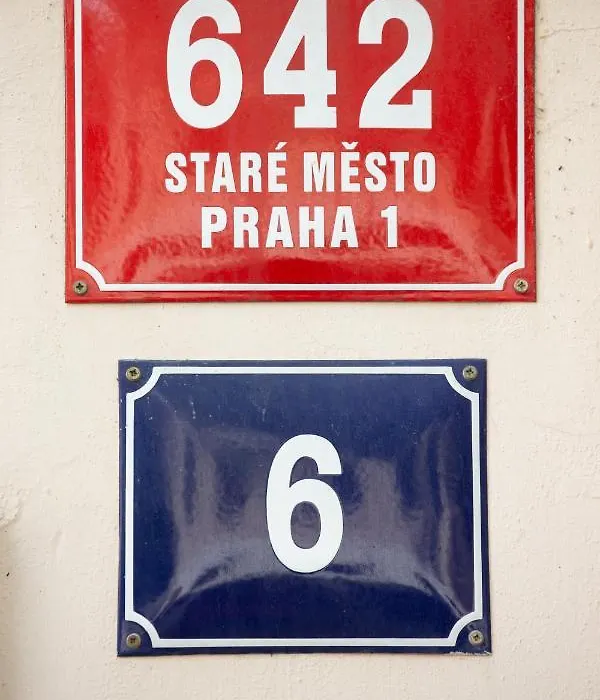 642
STARÉ MĚSTO
PRAHA 1
6